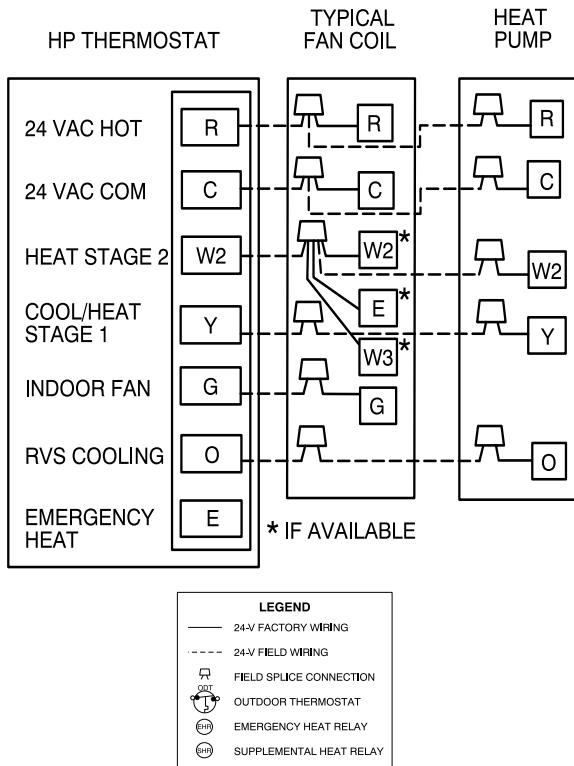 HP THERMOSTAT
TYPICAL
FAN COIL
HEAT
PUMP
24 VAC HOT
R
R
R
24 VAC COM
C
C
C
HEAT STAGE 2
W2
W2*
W2
E*
COOL/HEAT
STAGE 1
Y
W3*
Y
INDOOR FAN
G
G
RVS COOLING
O
O
EMERGENCY
HEAT
E
* IF AVAILABLE
LEGEND
24-V FACTORY WIRING
24-V FIELD WIRING
FIELD SPLICE CONNECTION
ODT
OUTDOOR THERMOSTAT
EHR
EMERGENCY HEAT RELAY
SHR
SUPPLEMENTAL HEAT RELAY